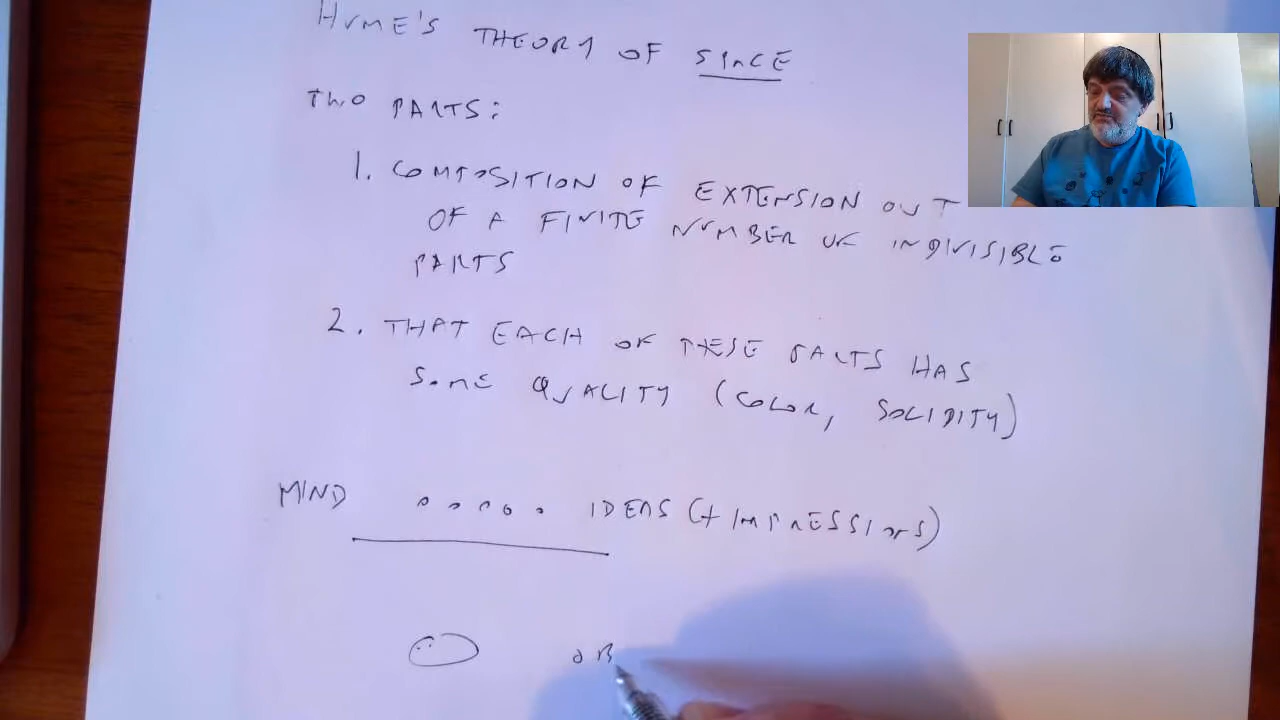 HUME'S THEORY OF SPACE
TWO PARTS:
1. COMPOSITION OF EXTENSION OUT
OF A FINITE NUMBER OF INDIVISIBLE
PARTS
2. THAT EACH OF THESE PARTS HAS
SOME QUALITY (COLOR, SOLIDITY)
MIND IDEAS (+ IMPRESSIONS)
OB